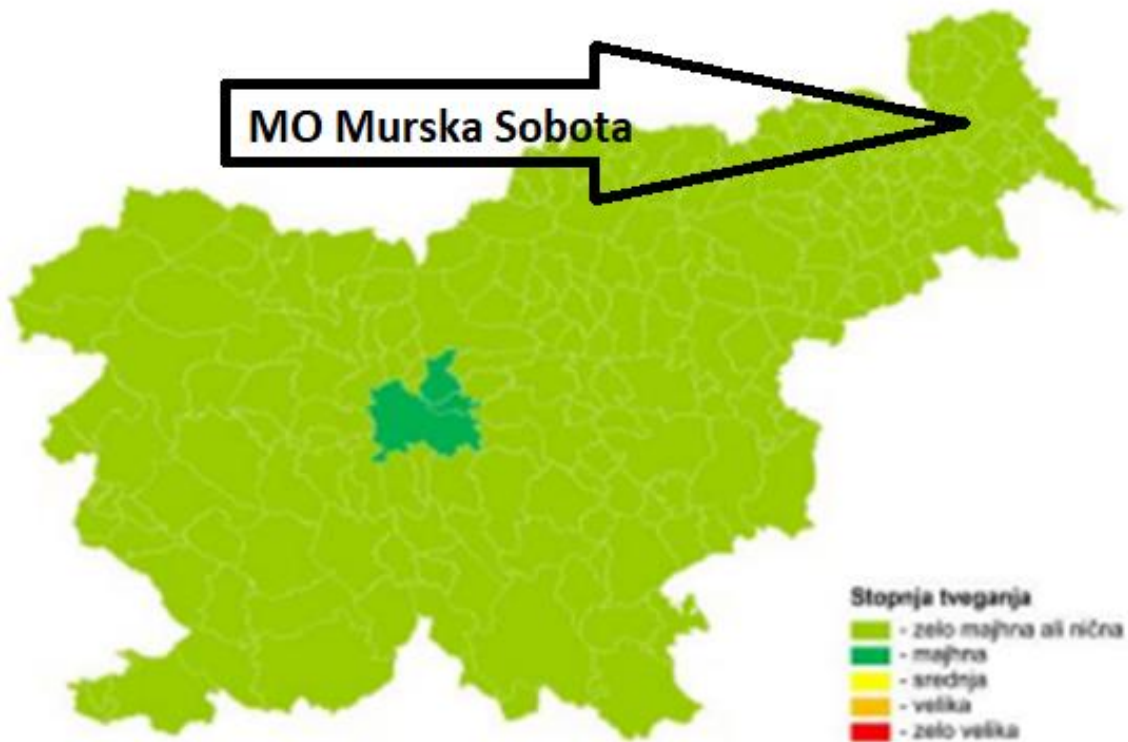 MO Murska Sobota
Stopnja tveganja
- zelo majhna ali nična
- majhna
- srednja
- velika
- zelo velika